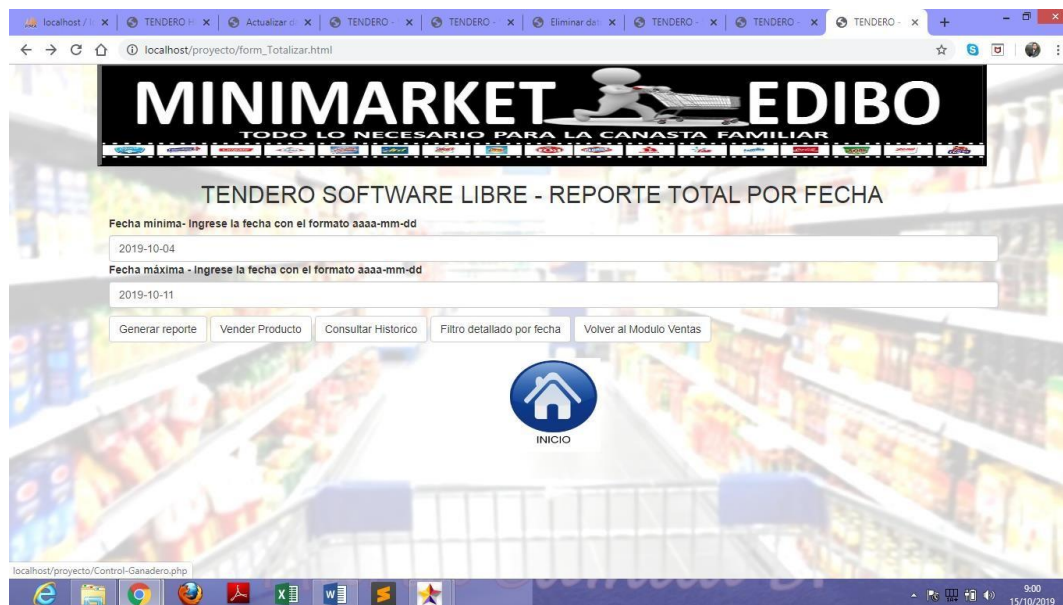 localhost / l
TENDERO H
Actualizar d
TENDERO -
TENDERO -
Eliminar dat
TENDERO -
TENDERO -
TENDERO -
localhost/proyecto/form_Totalizar.html
MINIMARKET EDIBO
TODO LO NECESARIO PARA LA CANASTA FAMILIAR
TENDERO SOFTWARE LIBRE - REPORTE TOTAL POR FECHA
Fecha mínima- Ingrese la fecha con el formato aaaa-mm-dd
2019-10-04
Fecha máxima - Ingrese la fecha con el formato aaaa-mm-dd
2019-10-11
Generar reporte Vender Producto Consultar Historico Filtro detallado por fecha Volver al Modulo Ventas
INICIO
localhost/proyecto/Control-Ganadero.php
9:00
15/10/2019